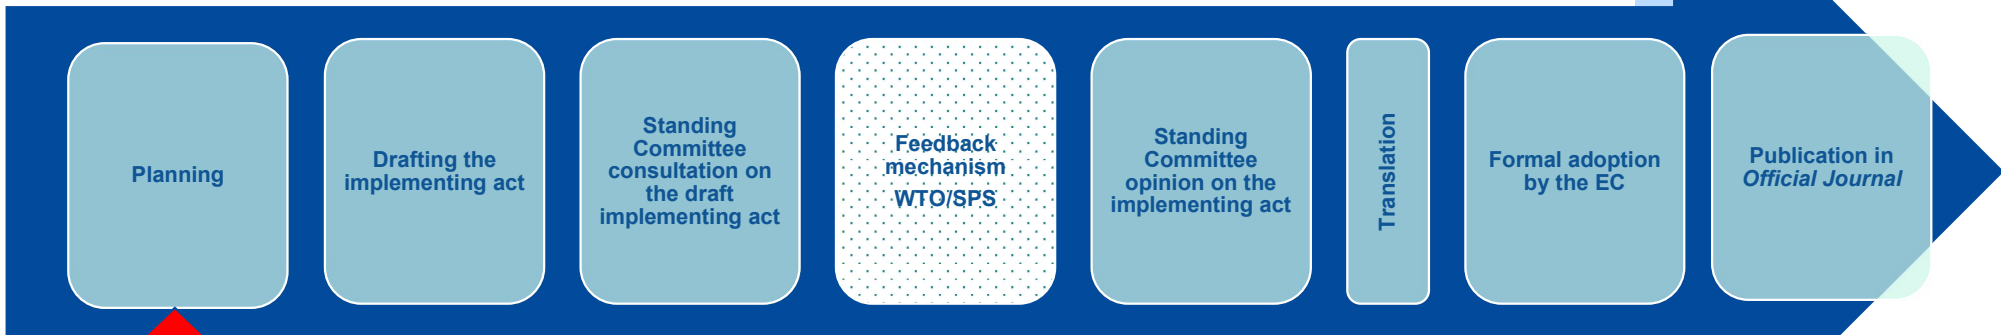 Planning
Drafting the
implementing act
Standing
Committee
consultation on
the draft
implementing act
Feedback
mechanism
WTO/SPS
Standing
Committee
opinion on the
implementing act
Translation
Formal adoption
by the EC
Publication in
Official Journal